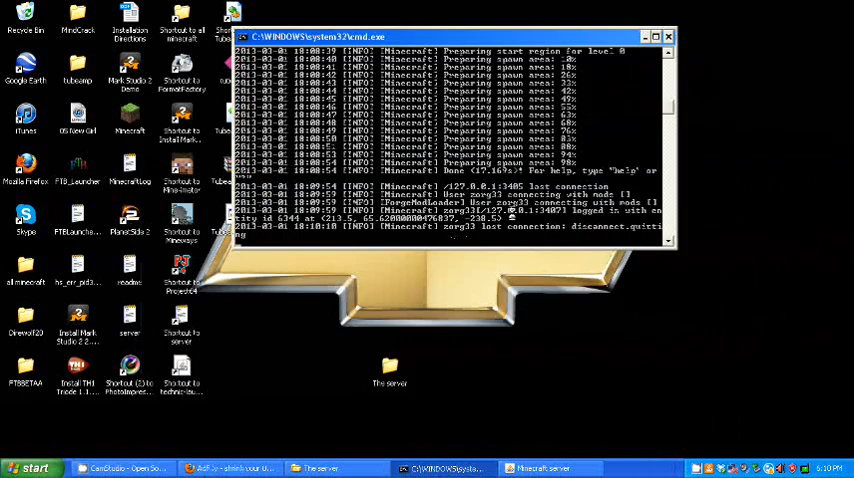 Recycle Bin
MindCrack
Installation
Directions
Shortcut to all
minecraft
Google Earth
tubeamp
Mark Studio 2
Demo
Shortcut to
FormatFactory
iTunes
OS New Girl
Minecraft
Shortcut to
Install Mark...
Mozilla Firefox
FTB_Launcher
MinecraftLog
Shortcut to
Mine-imator
Skype
FTBLaunche...
PlanetSide 2
Shortcut to
Mineways
all minecraft
hs_err_pid3...
readme
Shortcut to
Project64
Direwolf20
Install Mark
Studio 2 2...
server
Shortcut to
server
FTBBETAA
Install TH1
Triode 1.1...
Shortcut (2) to
PhotoImpres...
Shortcut to
technic-lau...
The server
C:\WINDOWS\system32\cmd.exe
2013-03-01 18:08:39 [INFO] [Minecraft] Preparing start region for level 0
2013-03-01 18:08:40 [INFO] [Minecraft] Preparing spawn area: 10%
2013-03-01 18:08:41 [INFO] [Minecraft] Preparing spawn area: 18%
2013-03-01 18:08:42 [INFO] [Minecraft] Preparing spawn area: 26%
2013-03-01 18:08:43 [INFO] [Minecraft] Preparing spawn area: 33%
2013-03-01 18:08:44 [INFO] [Minecraft] Preparing spawn area: 42%
2013-03-01 18:08:45 [INFO] [Minecraft] Preparing spawn area: 49%
2013-03-01 18:08:46 [INFO] [Minecraft] Preparing spawn area: 55%
2013-03-01 18:08:47 [INFO] [Minecraft] Preparing spawn area: 63%
2013-03-01 18:08:48 [INFO] [Minecraft] Preparing spawn area: 68%
2013-03-01 18:08:49 [INFO] [Minecraft] Preparing spawn area: 76%
2013-03-01 18:08:50 [INFO] [Minecraft] Preparing spawn area: 83%
2013-03-01 18:08:51 [INFO] [Minecraft] Preparing spawn area: 88%
2013-03-01 18:08:53 [INFO] [Minecraft] Preparing spawn area: 94%
2013-03-01 18:08:54 [INFO] [Minecraft] Preparing spawn area: 98%
2013-03-01 18:08:54 [INFO] [Minecraft] Done (17.169s)! For help, type "help" or
2013-03-01 18:09:54 [INFO] [Minecraft] /127.0.0.1:3405 lost connection
2013-03-01 18:09:59 [INFO] [Minecraft] User zorg33 connecting with mods []
2013-03-01 18:09:59 [INFO] [ForgeModLoader] User zorg33 connecting with mods []
2013-03-01 18:09:59 [INFO] [Minecraft] zorg33[/127.0.0.1:3407] logged in with en
tity id 6344 at (213.5, 65.62000000476837, -238.5)
2013-03-01 18:10:10 [INFO] [Minecraft] zorg33 lost connection: disconnect.quitti
ng
start
CamStudio - Open So...
AdF.ly - shrink your U...
The server
C:\WINDOWS\syste...
Minecraft server
6:10 PM